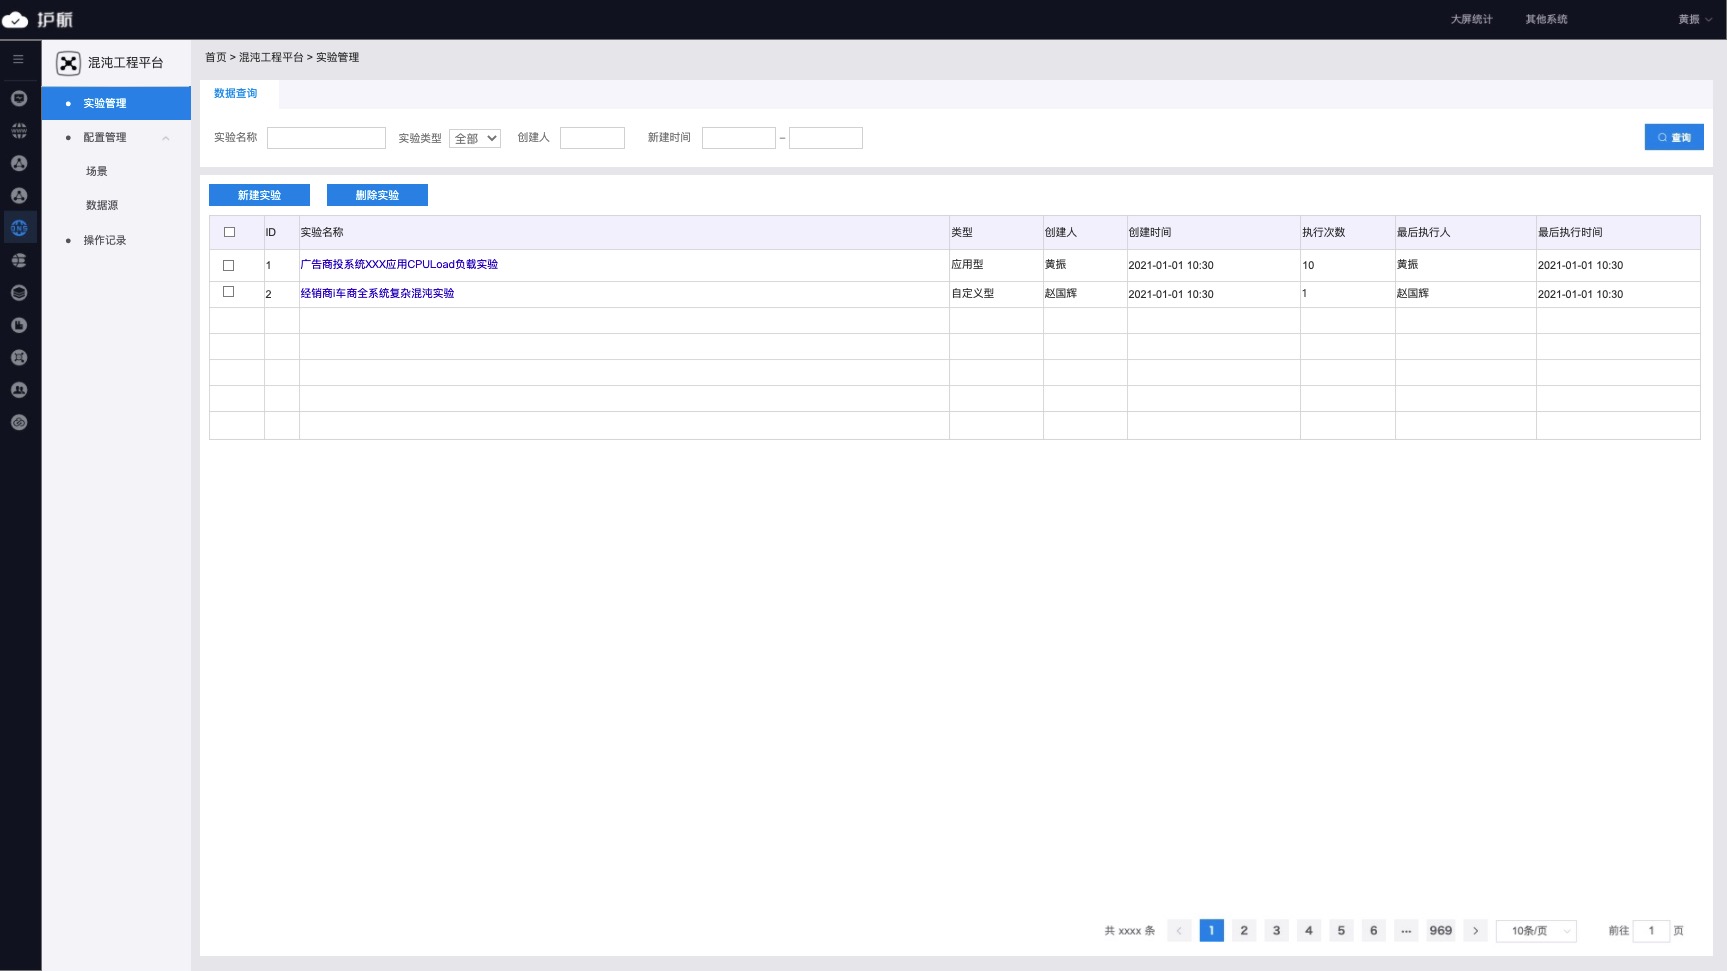 护航 大屏统计 其他系统 黄振
混沌工程平台
实验管理
配置管理
场景
数据源
操作记录
首页 > 混沌工程平台 > 实验管理
数据查询
实验名称 实验类型 全部 创建人 新建时间 – 查询
新建实验 删除实验
ID 实验名称 类型 创建人 创建时间 执行次数 最后执行人 最后执行时间
1 广告商投系统XXX应用CPULoad负载实验 应用型 黄振 2021-01-01 10:30 10 黄振 2021-01-01 10:30
2 经销商i车商全系统复杂混沌实验 自定义型 赵国辉 2021-01-01 10:30 1 赵国辉 2021-01-01 10:30
共 xxxx 条 < 1 2 3 4 5 6 ... 969 > 10条/页 前往 1 页
WWW
DNS